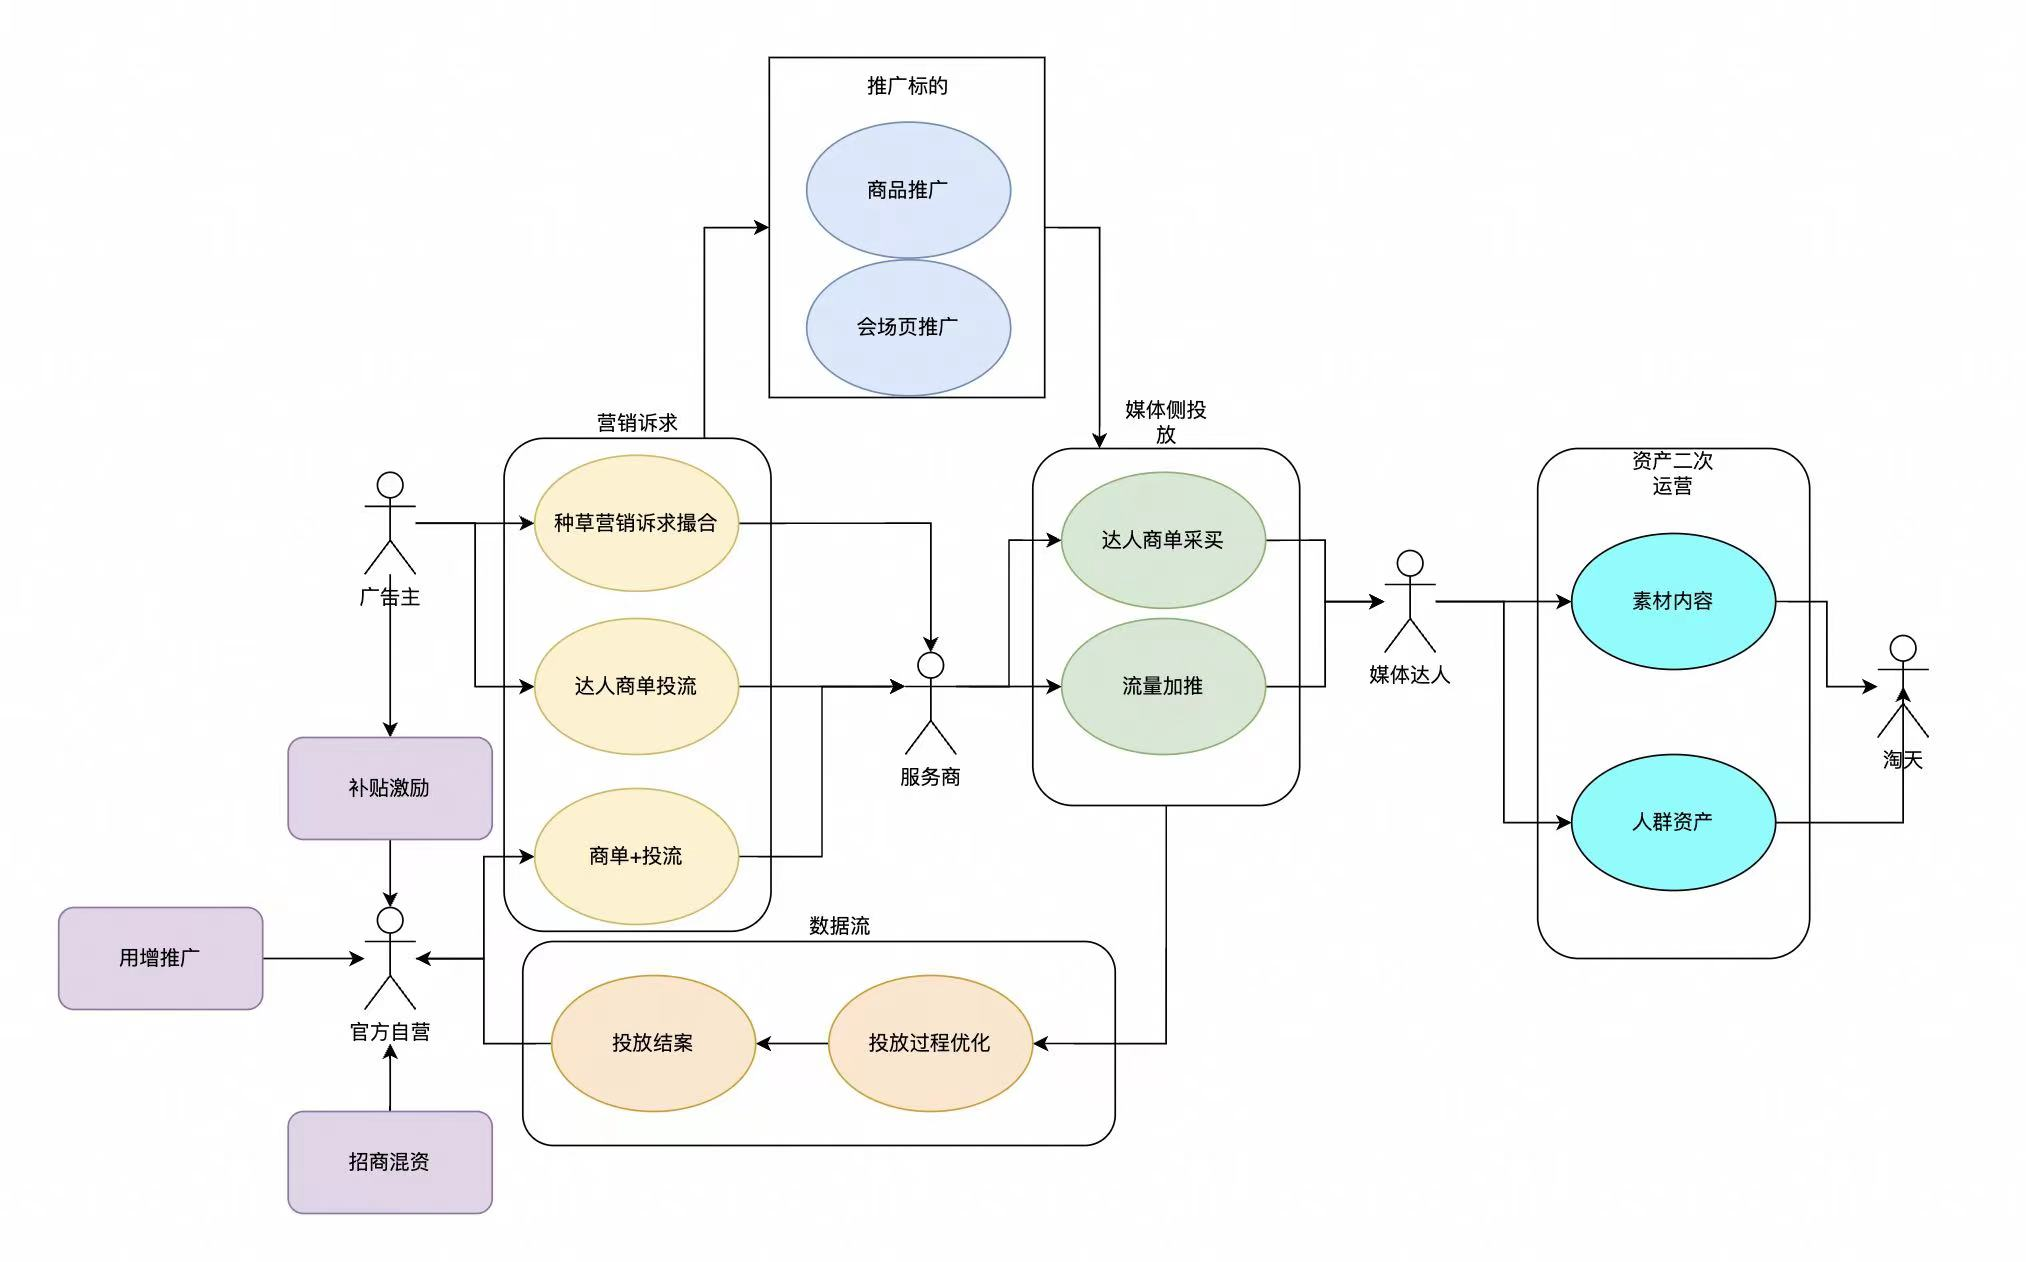 推广标的
商品推广
会场页推广
营销诉求
媒体侧投
放
种草营销诉求撮合
达人商单投流
商单+投流
广告主
补贴激励
用增推广
官方自营
招商混资
服务商
达人商单采买
流量加推
媒体达人
资产二次
运营
素材内容
人群资产
淘天
数据流
投放结案
投放过程优化